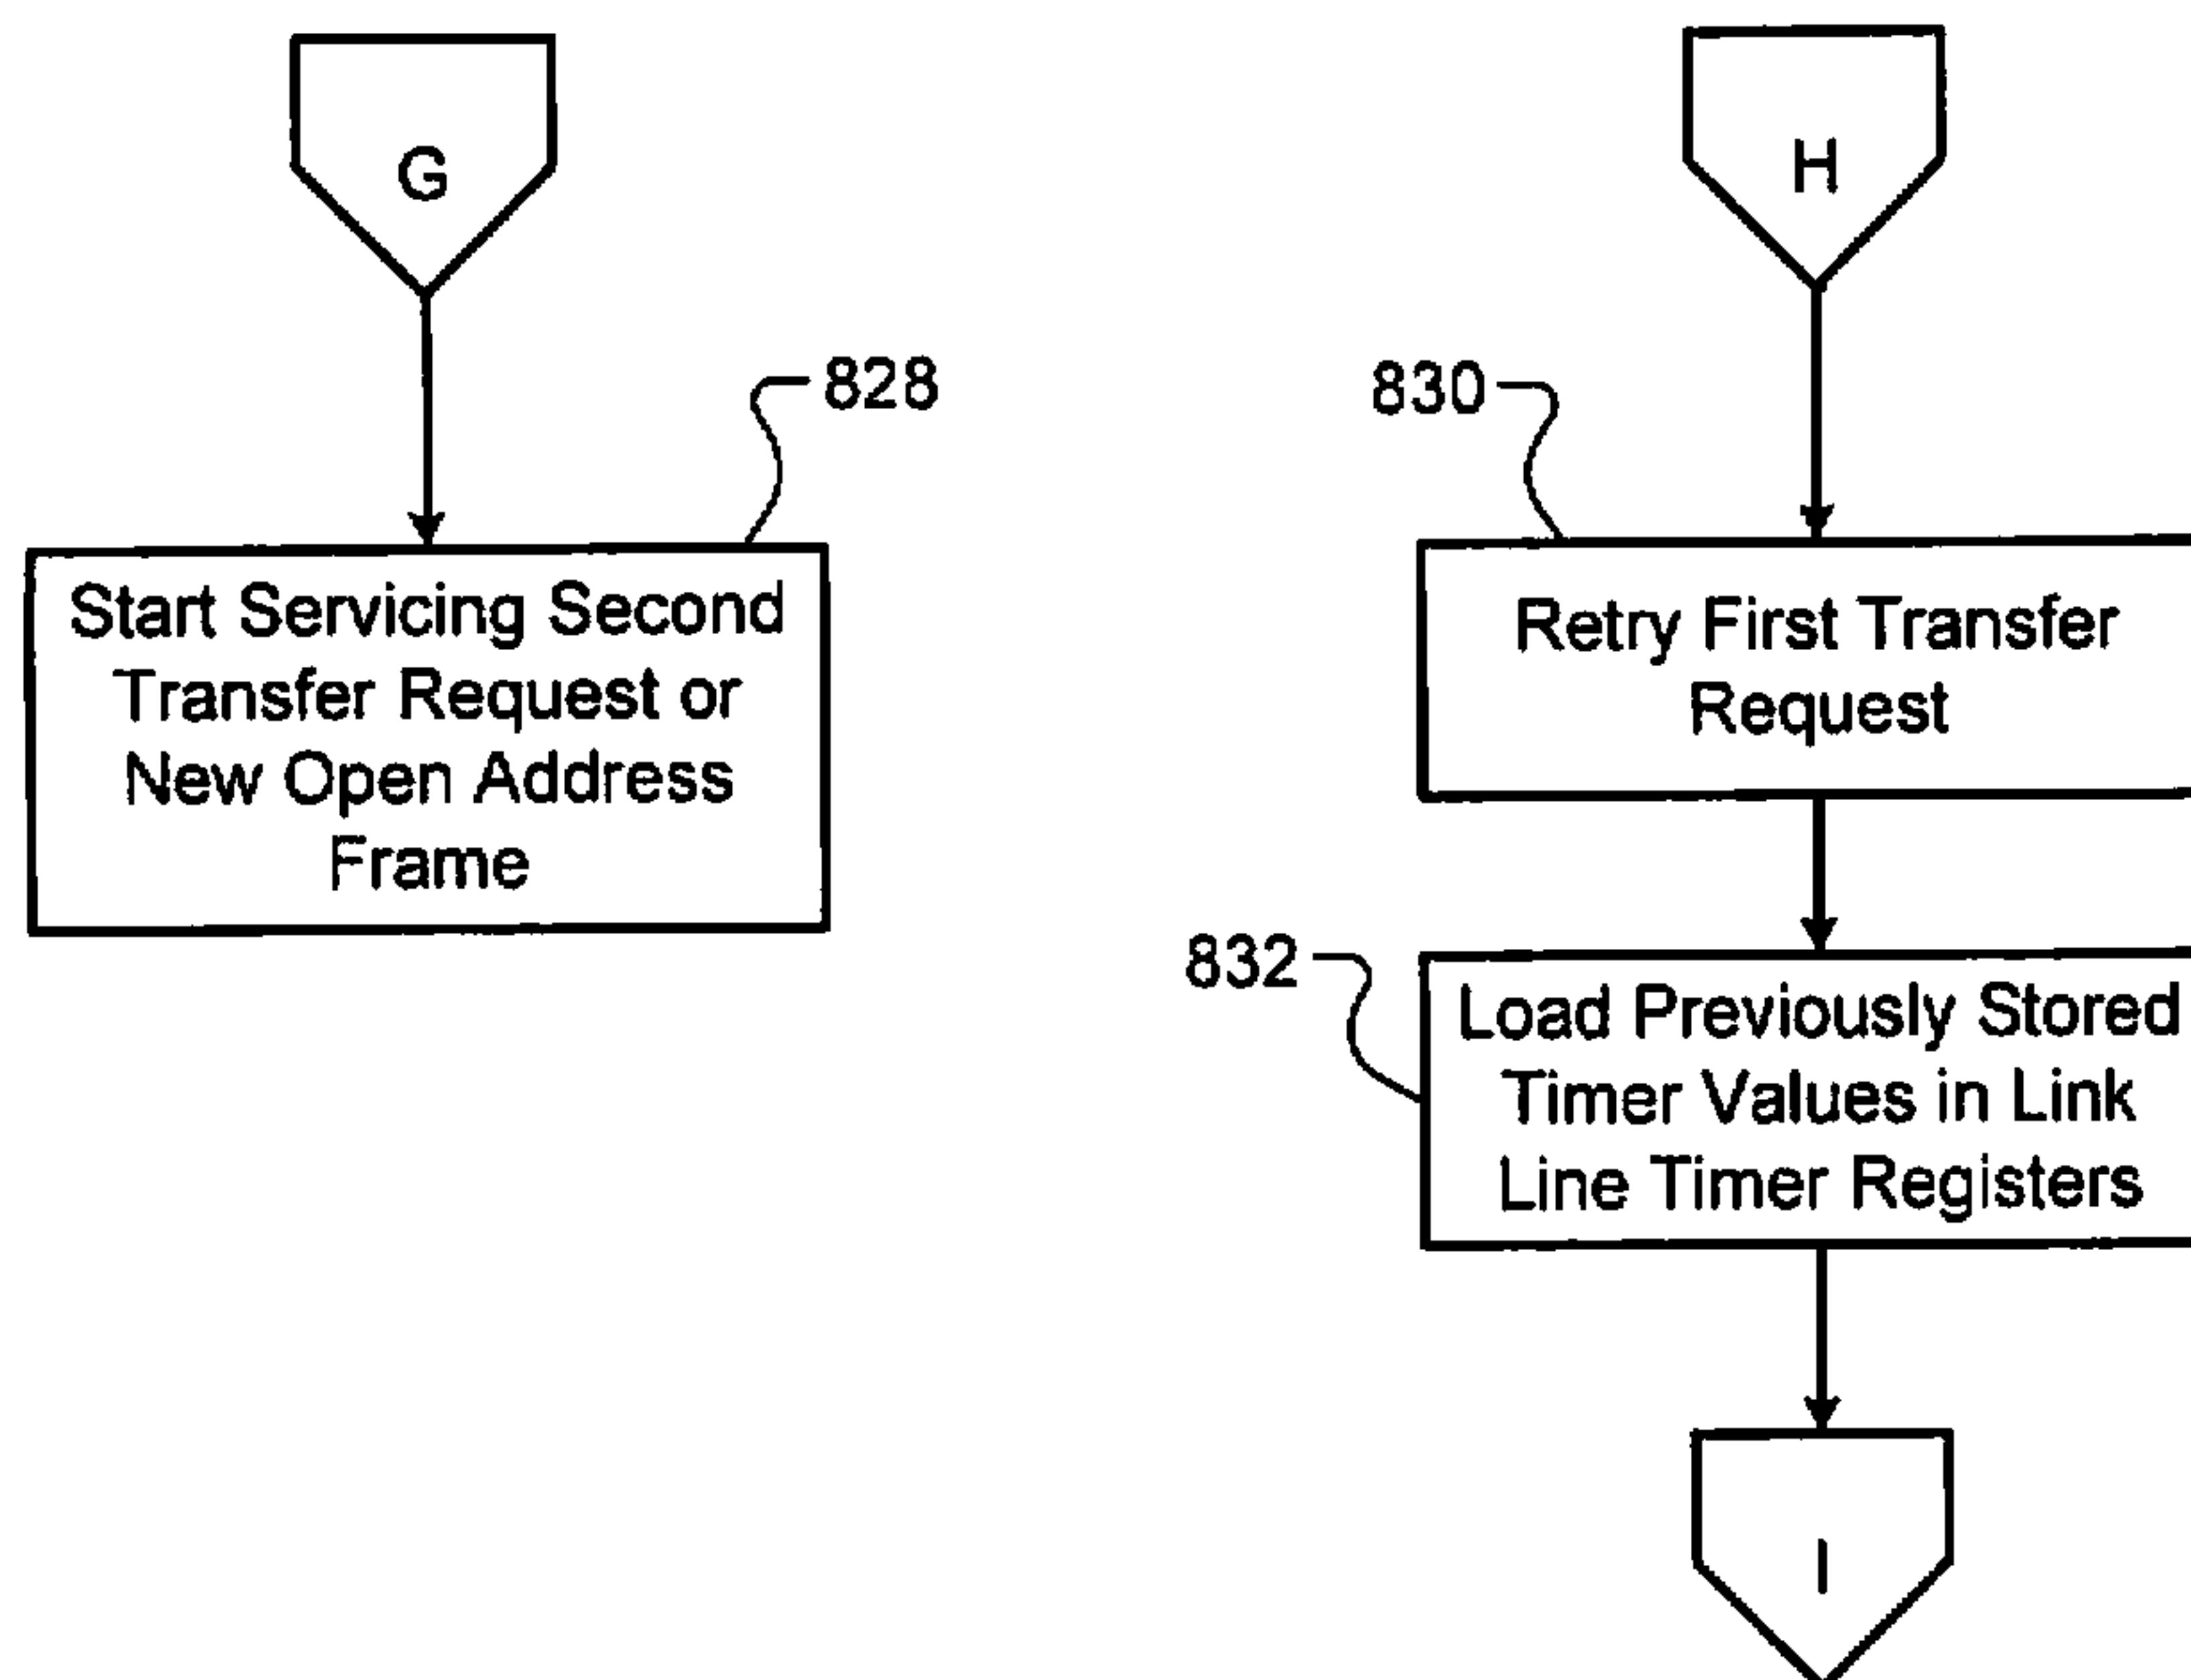 G
828
Start Servicing Second
Transfer Request or
New Open Address
Frame
H
830
Retry First Transfer
Request
832
Load Previously Stored
Timer Values in Link
Line Timer Registers
I